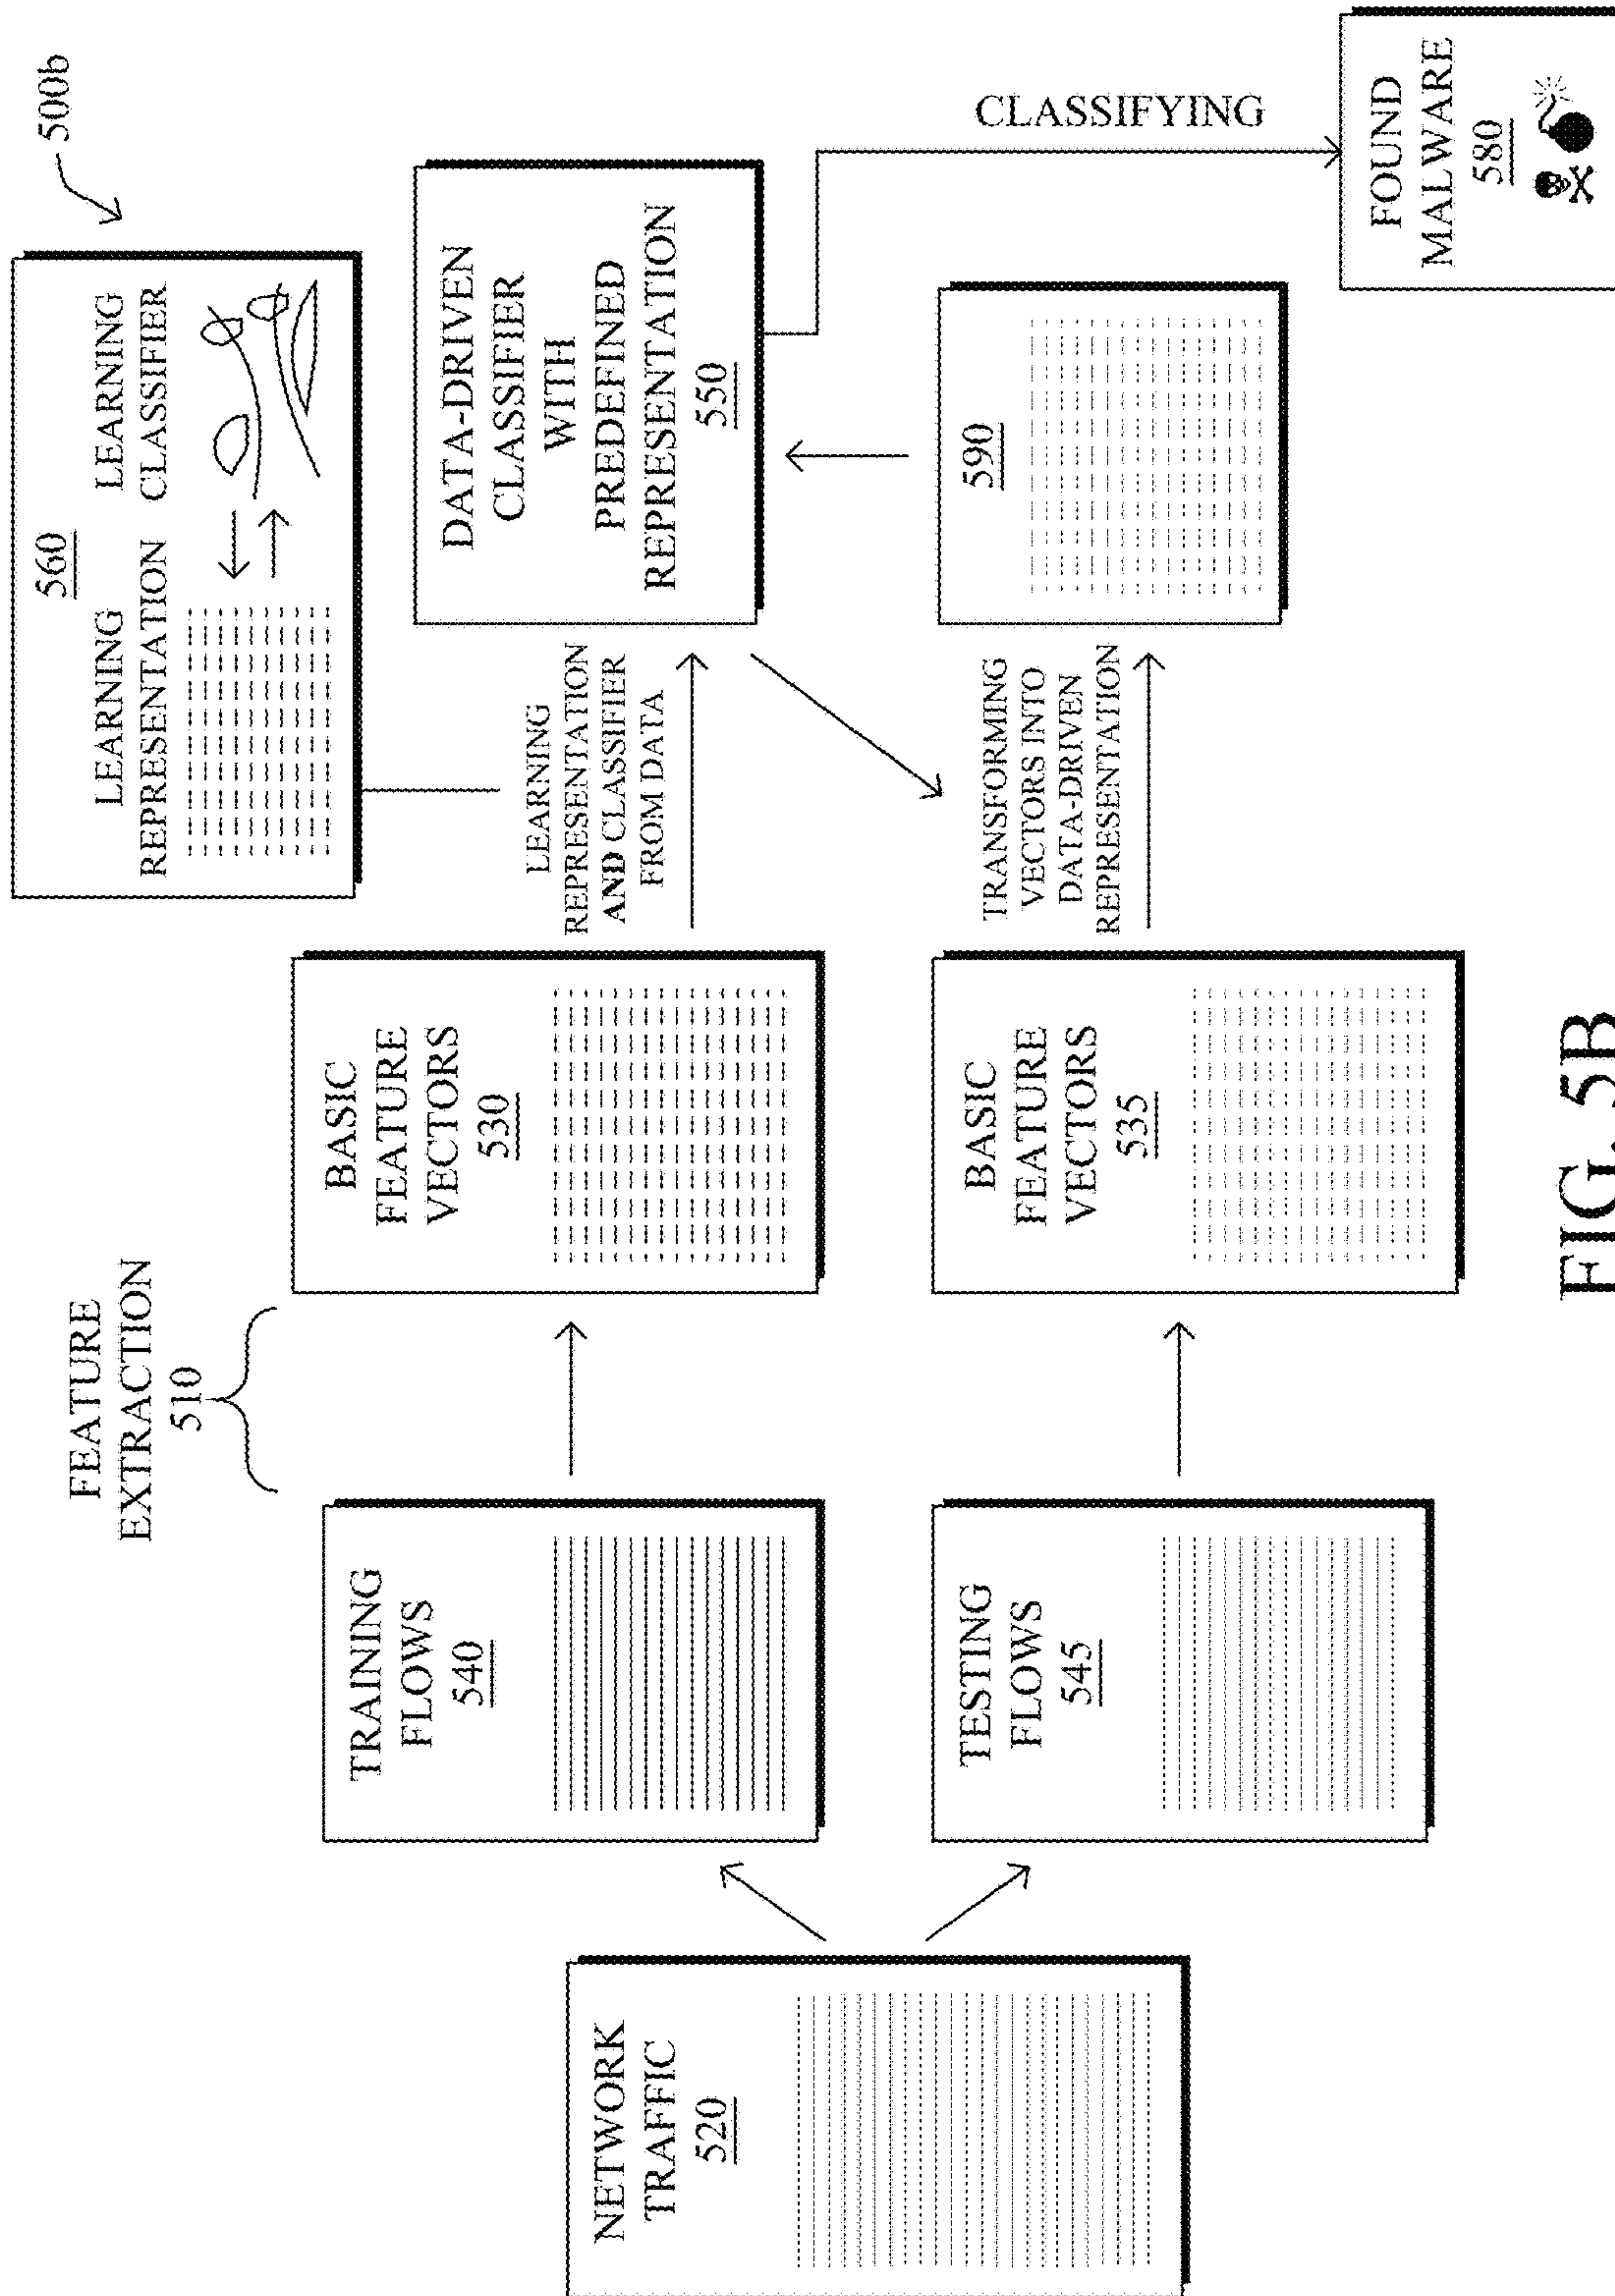 500b
FEATURE
EXTRACTION
510
560
LEARNING
REPRESENTATION
LEARNING
CLASSIFIER
NETWORK
TRAFFIC
520
TRAINING
FLOWS
540
BASIC
FEATURE
VECTORS
530
LEARNING
REPRESENTATION
AND CLASSIFIER
FROM DATA
DATA-DRIVEN
CLASSIFIER
WITH
PREDEFINED
REPRESENTATION
550
TESTING
FLOWS
545
BASIC
FEATURE
VECTORS
535
TRANSFORMING
VECTORS INTO
DATA-DRIVEN
REPRESENTATION
590
CLASSIFYING
FOUND
MALWARE
580
FIG. 5B